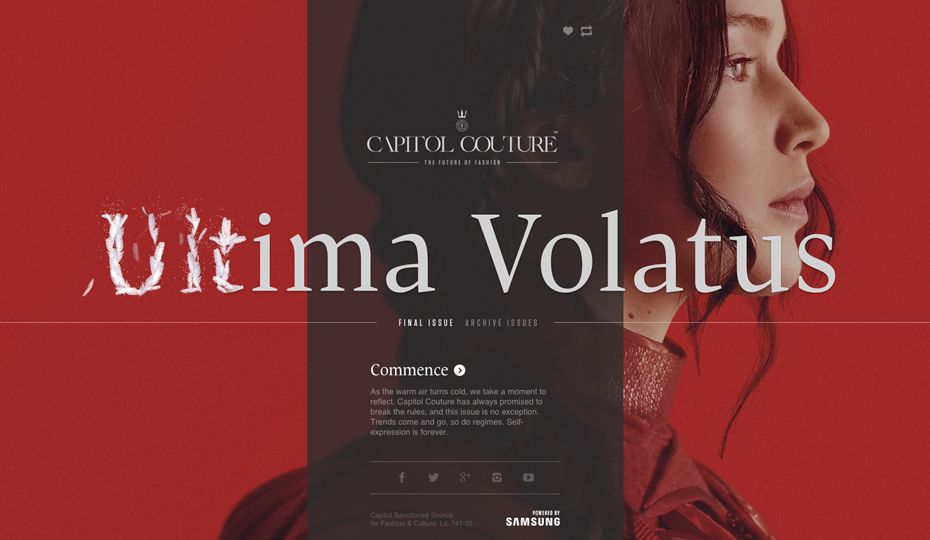 CAPITOL COUTURE™
THE FUTURE OF FASHION
Ultima Volatus
FINAL ISSUE ARCHIVE ISSUES
Commence
As the warm air turns cold, we take a moment to
reflect. Capitol Couture has always promised to
break the rules, and this issue is no exception.
Trends come and go, so do regimes. Self-
expression is forever.
Capitol Sanctioned Source
for Fashion & Culture. Lic.741-20
POWERED BY
SAMSUNG